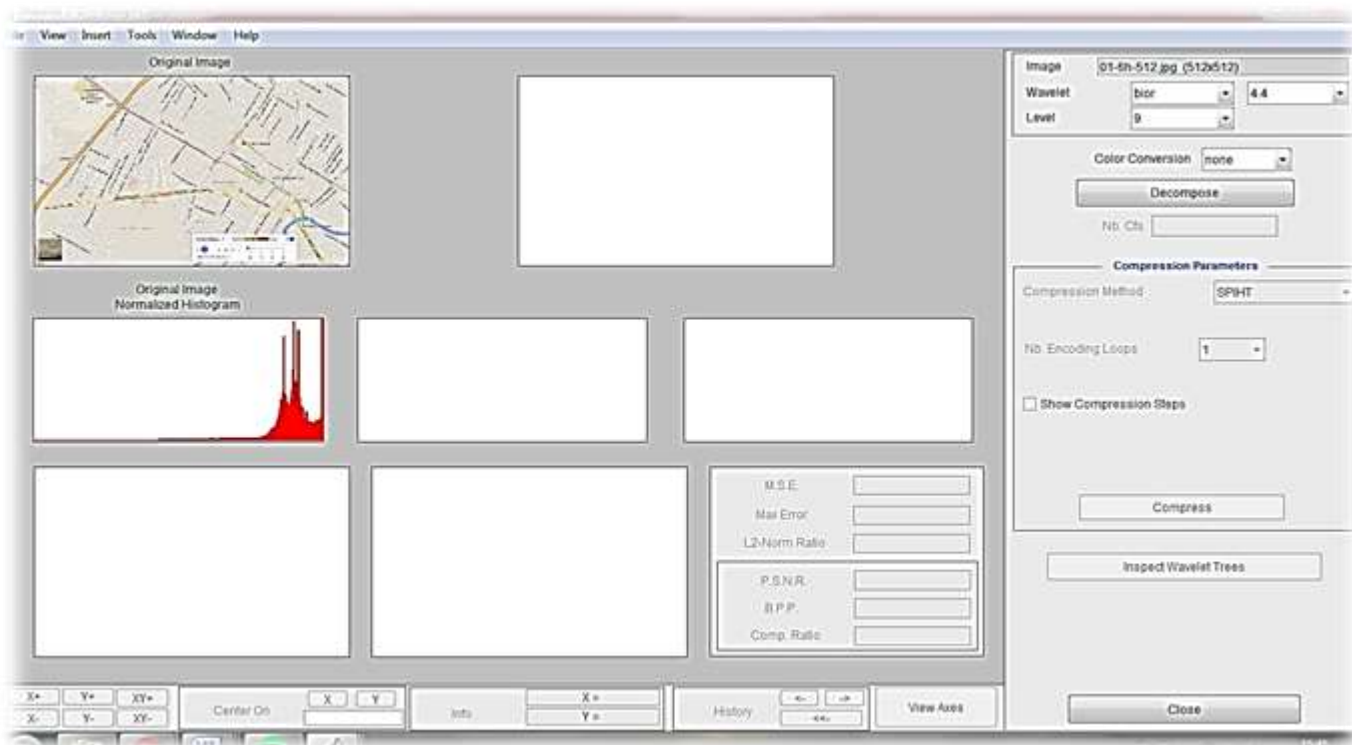 View Insert Tools Window Help
Original Image
Original Image
Normalized Histogram
M.S.E.
Max Error
L2-Norm Ratio
P.S.N.R.
B.P.P.
Comp. Ratio
Image 01-6h-512.jpg (512x512)
Wavelet bior 4.4
Level 9
Color Conversion none
Decompose
Nb. Cfs
Compression Parameters
Compression Method SPIHT
Nb. Encoding Loops 1
Show Compression Steps
Compress
Inspect Wavelet Trees
Close
X+ Y+ XY+
X- Y- XY-
Center On X Y
Info X =
Y =
History <- ->
<<-
View Axes